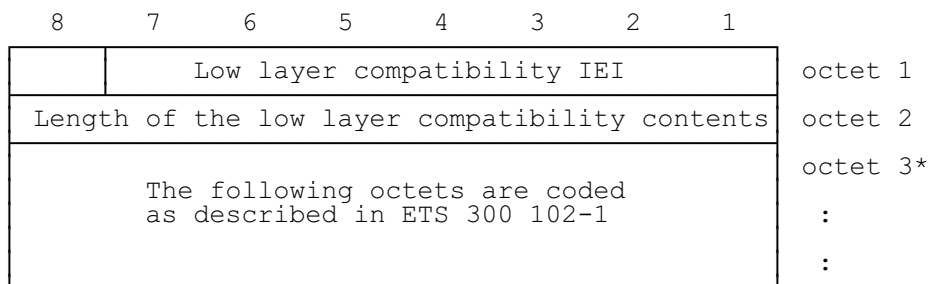 8 7 6 5 4 3 2 1
Low layer compatibility IEI octet 1
Length of the low layer compatibility contents octet 2
octet 3*
The following octets are coded
as described in ETS 300 102-1 :
: